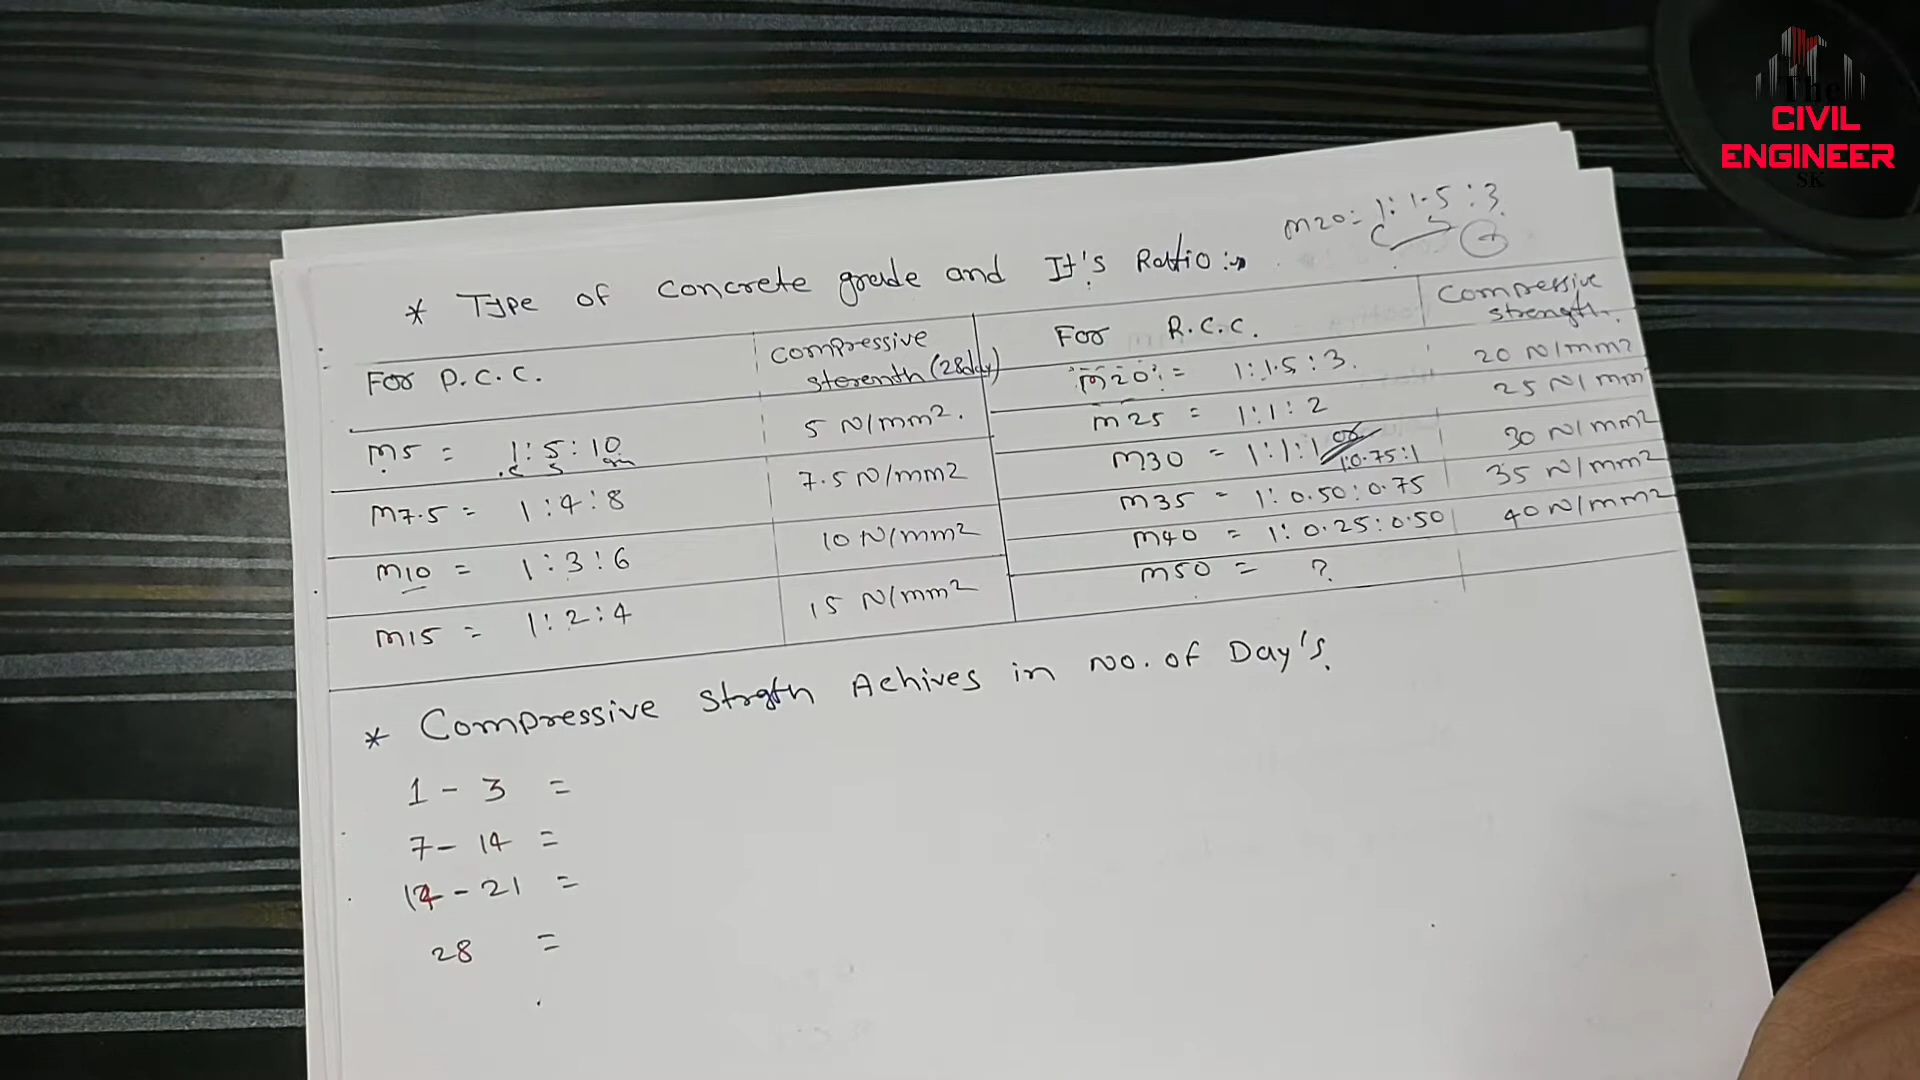 The
CIVIL
ENGINEER
SK
m20= 1:1.5:3
* Type of concrete grade and It's Ratio:→
For P.C.C.
compressive
sterenth (28day)
For R.C.C.
Compressive
strength.
m5 = 1:5:10
5 N/mm2.
m20 = 1:1.5:3.
20 N/mm2
m25 = 1:1:2
25 N/mm
m7.5 = 1:4:8
7.5 N/mm2
m30 = 1:1:1 or
1:0.75:1
30 N/mm2
m35 = 1:0.50:0.75
35 N/mm2
m10 = 1:3:6
10 N/mm2
m40 = 1:0.25:0.50
40 N/mm2
m15 = 1:2:4
15 N/mm2
m50 = ?
* Compressive Strgth Achives in No. of Day's.
1 - 3 =
7 - 14 =
14 - 21 =
28 =